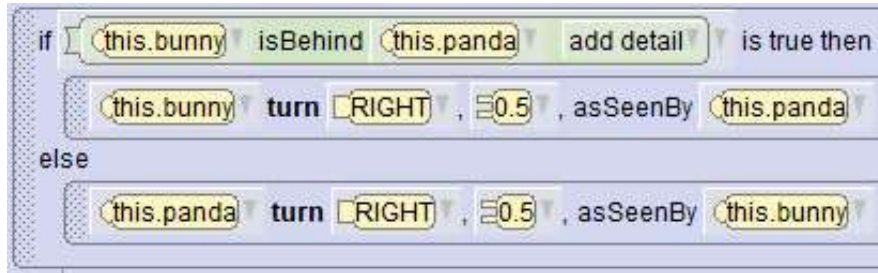 if this.bunny isBehind this.panda add detail is true then
this.bunny turn RIGHT , 0.5 , asSeenBy this.panda
else
this.panda turn RIGHT , 0.5 , asSeenBy this.bunny